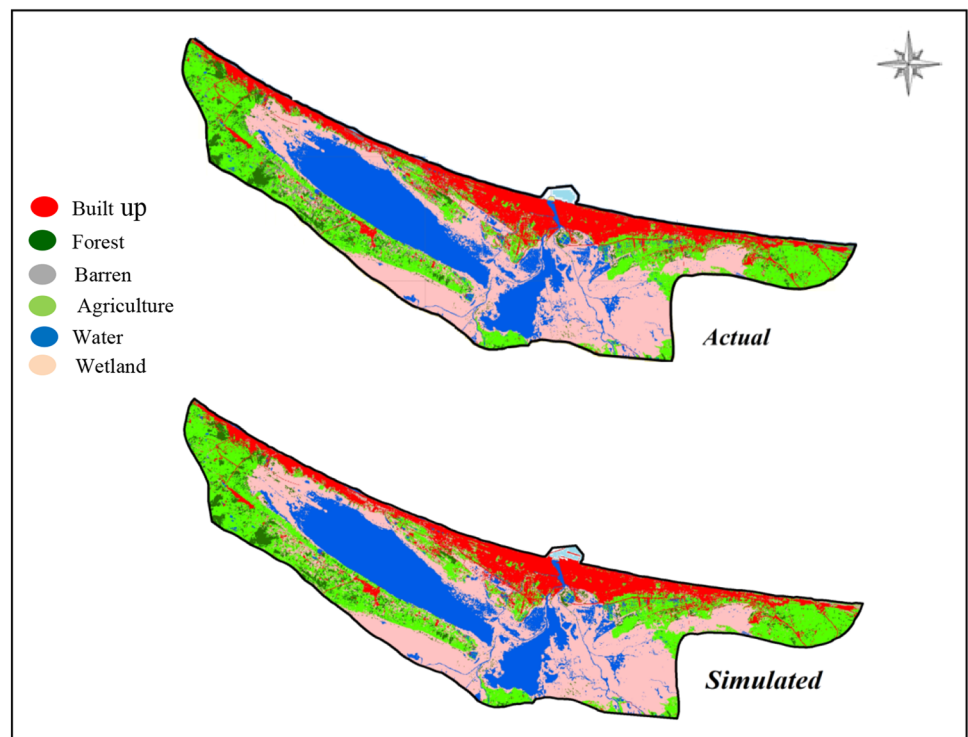 Built up
Forest
Barren
Agriculture
Water
Wetland
Actual
Simulated